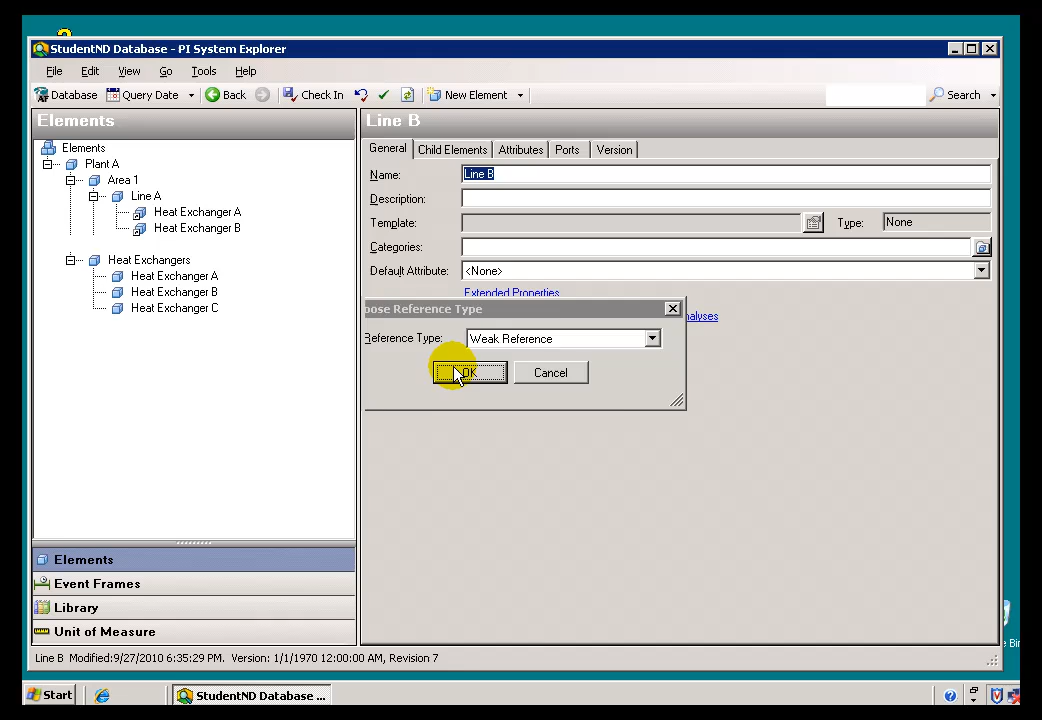 StudentND Database - PI System Explorer
File Edit View Go Tools Help
Database Query Date Back Check In New Element Search
Elements
Line B
Elements
Plant A
Area 1
Line A
Heat Exchanger A
Heat Exchanger B
Heat Exchangers
Heat Exchanger A
Heat Exchanger B
Heat Exchanger C
General Child Elements Attributes Ports Version
Name: Line B
Description:
Template: Type: None
Categories:
Default Attribute: <None>
Extended Properties
oose Reference Type
nalyses
Reference Type: Weak Reference
OK Cancel
Elements
Event Frames
Library
Unit of Measure
e Bin
Line B Modified:9/27/2010 6:35:29 PM. Version: 1/1/1970 12:00:00 AM, Revision 7
Start StudentND Database ...